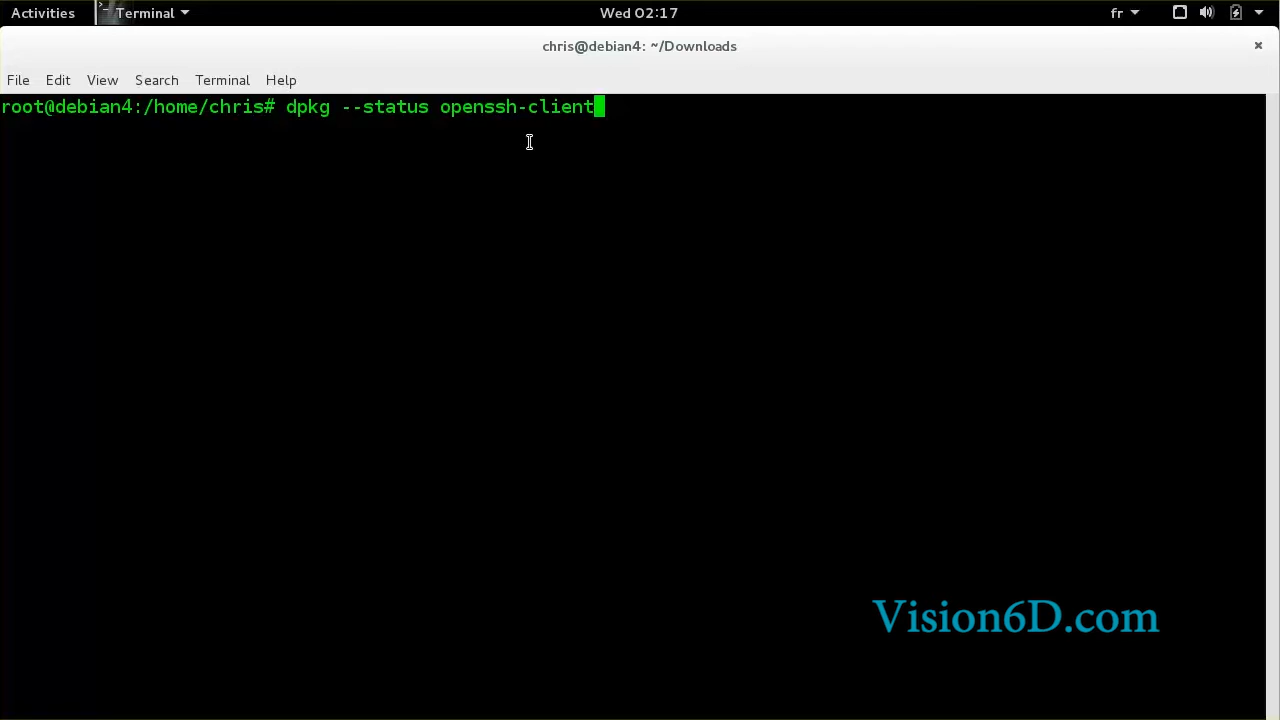 Activities Terminal Wed 02:17 fr
chris@debian4: ~/Downloads ×
File Edit View Search Terminal Help
root@debian4:/home/chris# dpkg --status openssh-client
Vision6D.com